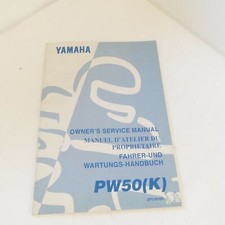 YAMAHA
OWNER'S SERVICE MANUAL
MANUEL D'ATELIER DU
PROPRIETAIRE
FAHRER-UND
WARTUNGS-HANDBUCH
PW50(K)